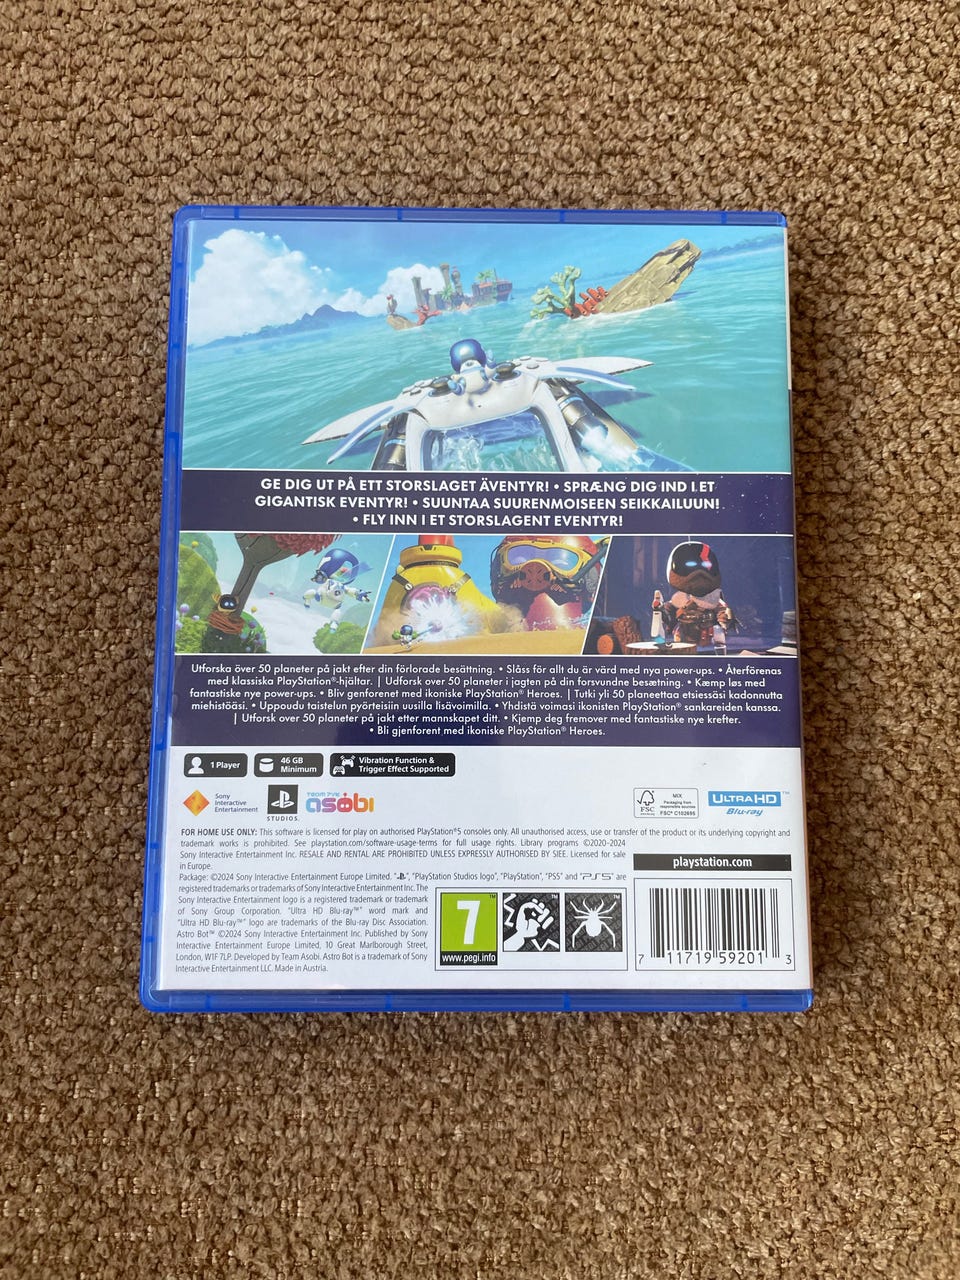 GE DIG UT PÅ ETT STORSLAGET ÄVENTYR! • SPRÆNG DIG IND I ET
GIGANTISK EVENTYR! • SUUNTAA SUURENMOISEEN SEIKKAILUUN!
• FLY INN I ET STORSLAGENT EVENTYR!
Utforska över 50 planeter på jakt efter din förlorade besättning. • Slåss för allt du är värd med nya power-ups. • Återförenas
med klassiska PlayStation®-hjältar. | Udforsk over 50 planeter i jagten på din forsvundne besætning. • Kæmp løs med
fantastiske nye power-ups. • Bliv genforenet med ikoniske PlayStation® Heroes. | Tutki yli 50 planeettaa etsiessäsi kadonnutta
miehistöäsi. • Uppoudu taistelun pyörteisiin uusilla lisävoimilla. • Yhdistä voimasi ikonisten PlayStation® sankareiden kanssa.
| Utforsk over 50 planeter på jakt etter mannskapet ditt. • Kjemp deg fremover med fantastiske nye krefter.
• Bli gjenforent med ikoniske PlayStation® Heroes.
1 Player
46 GB
Minimum
Vibration Function &
Trigger Effect Supported
Sony
Interactive
Entertainment
STUDIOS.
TEAM
asobi
FSC
MIX
Packaging from
responsible sources
FSC® C102695
ULTRA HD™
Blu-ray
FOR HOME USE ONLY: This software is licensed for play on authorised PlayStation®5 consoles only. All unauthorised access, use or transfer of the product or its underlying copyright and
trademark works is prohibited. See playstation.com/software-usage-terms for full usage rights. Library programs ©2020-2024
Sony Interactive Entertainment Inc. RESALE AND RENTAL ARE PROHIBITED UNLESS EXPRESSLY AUTHORISED BY SIEE. Licensed for sale
in Europe.
Package: ©2024 Sony Interactive Entertainment Europe Limited. " ", "PlayStation Studios logo", "PlayStation", "PS5" and "PS5" are
registered trademarks or trademarks of Sony Interactive Entertainment Inc. The
Sony Interactive Entertainment logo is a registered trademark or trademark
of Sony Group Corporation. "Ultra HD Blu-ray™" word mark and
"Ultra HD Blu-ray™" logo are trademarks of the Blu-ray Disc Association.
Astro Bot™ ©2024 Sony Interactive Entertainment Inc. Published by Sony
Interactive Entertainment Europe Limited, 10 Great Marlborough Street,
London, W1F 7LP. Developed by Team Asobi. Astro Bot is a trademark of Sony
Interactive Entertainment LLC. Made in Austria.
playstation.com
7
www.pegi.info
7 11719 59201 3